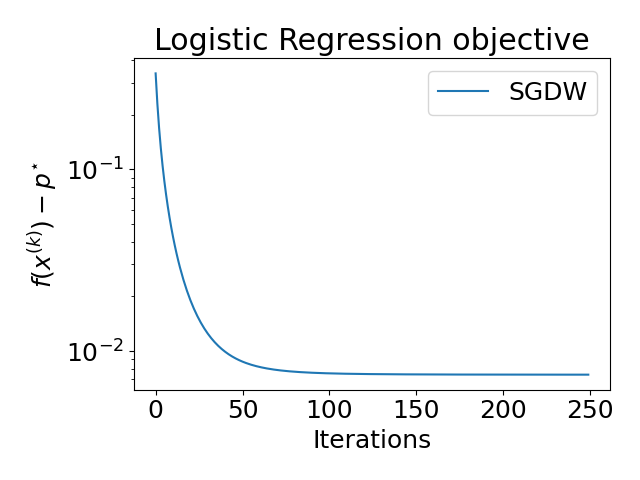 Logistic Regression objective
SGDW
f(x^{(k)}) − p^⋆
10^{-1}
10^{-2}
0 50 100 150 200 250
Iterations